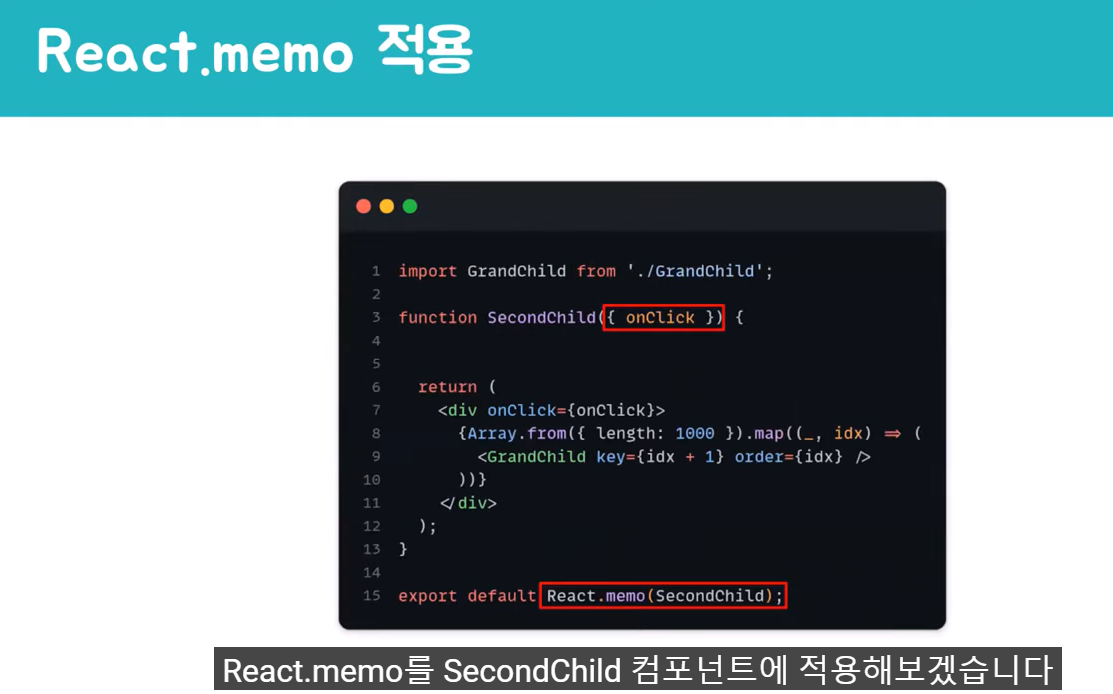 React.memo 적용
1 import GrandChild from './GrandChild';
2
3 function SecondChild({ onClick }) {
4
5
6 return (
7 <div onClick={onClick}>
8 {Array.from({ length: 1000 }).map((_, idx) => (
9 <GrandChild key={idx + 1} order={idx} />
10 ))}
11 </div>
12 );
13 }
14
15 export default React.memo(SecondChild);
React.memo를 SecondChild 컴포넌트에 적용해보겠습니다